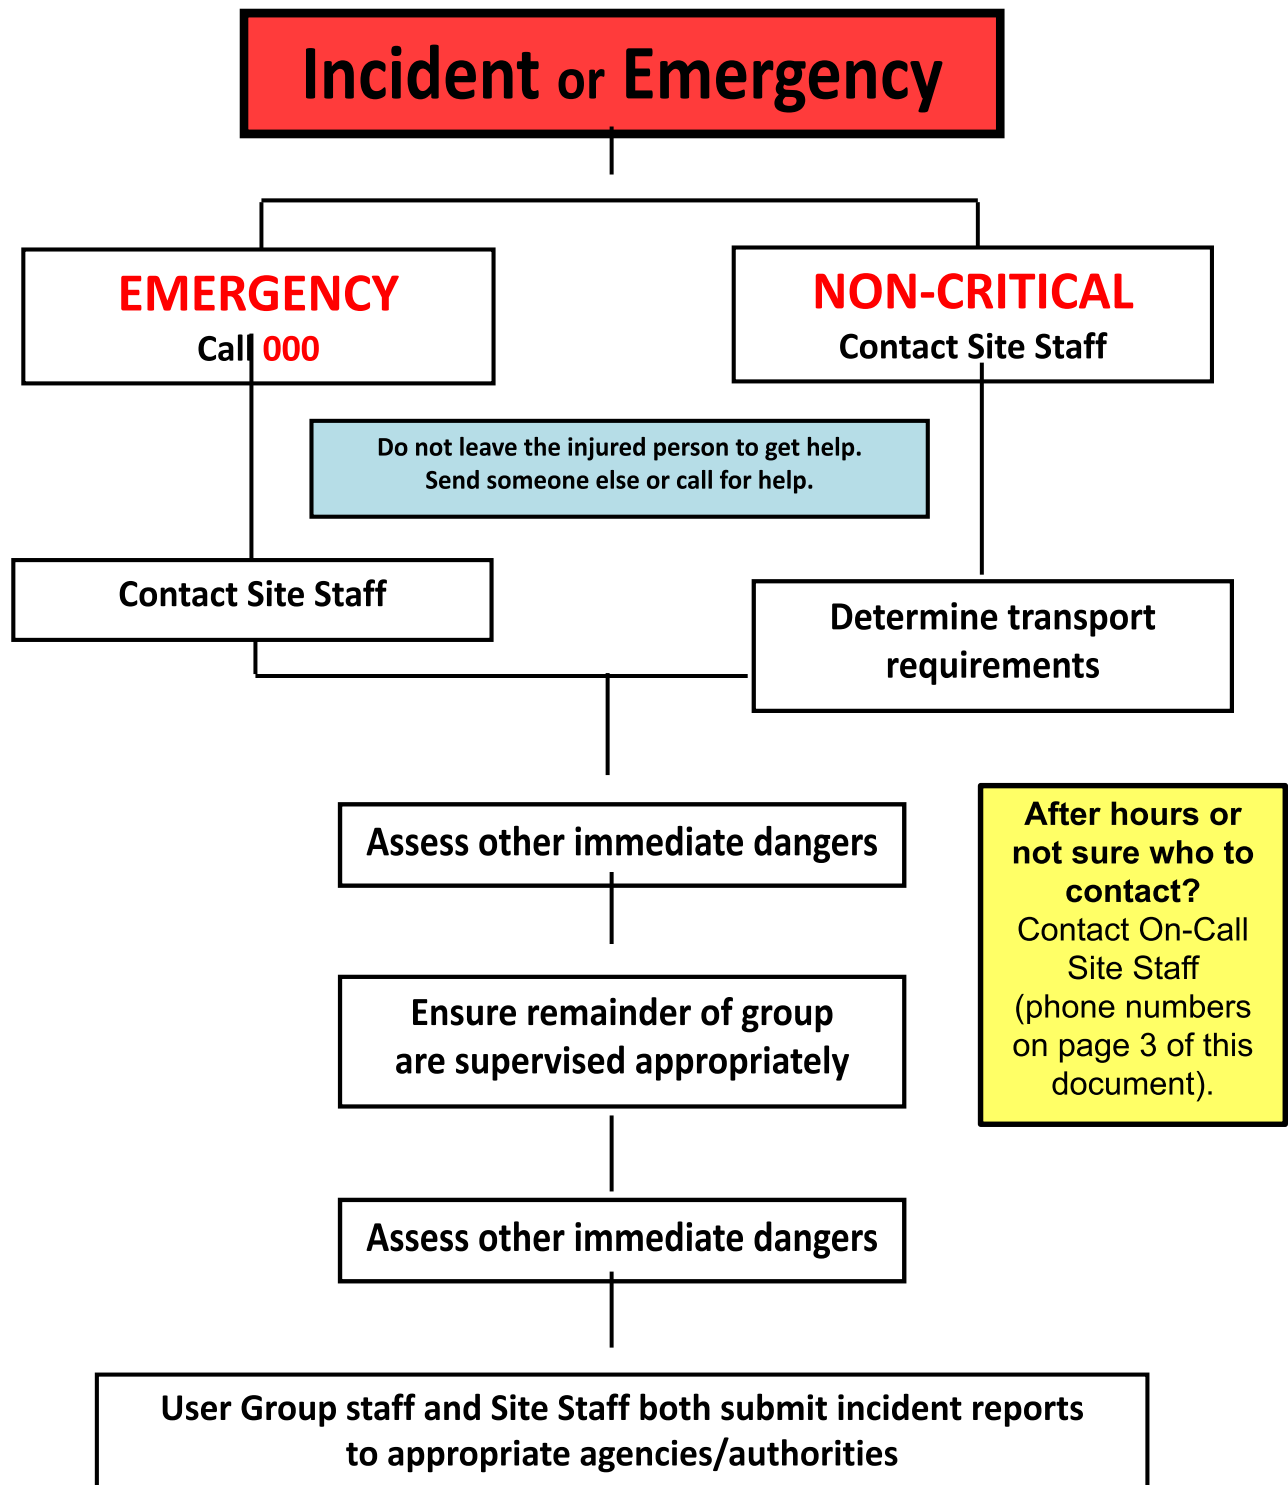 Incident or Emergency
EMERGENCY
Call 000
NON-CRITICAL
Contact Site Staff
Do not leave the injured person to get help.
Send someone else or call for help.
Contact Site Staff
Determine transport
requirements
Assess other immediate dangers
After hours or
not sure who to
contact?
Contact On-Call
Site Staff
(phone numbers
on page 3 of this
document).
Ensure remainder of group
are supervised appropriately
Assess other immediate dangers
User Group staff and Site Staff both submit incident reports
to appropriate agencies/authorities